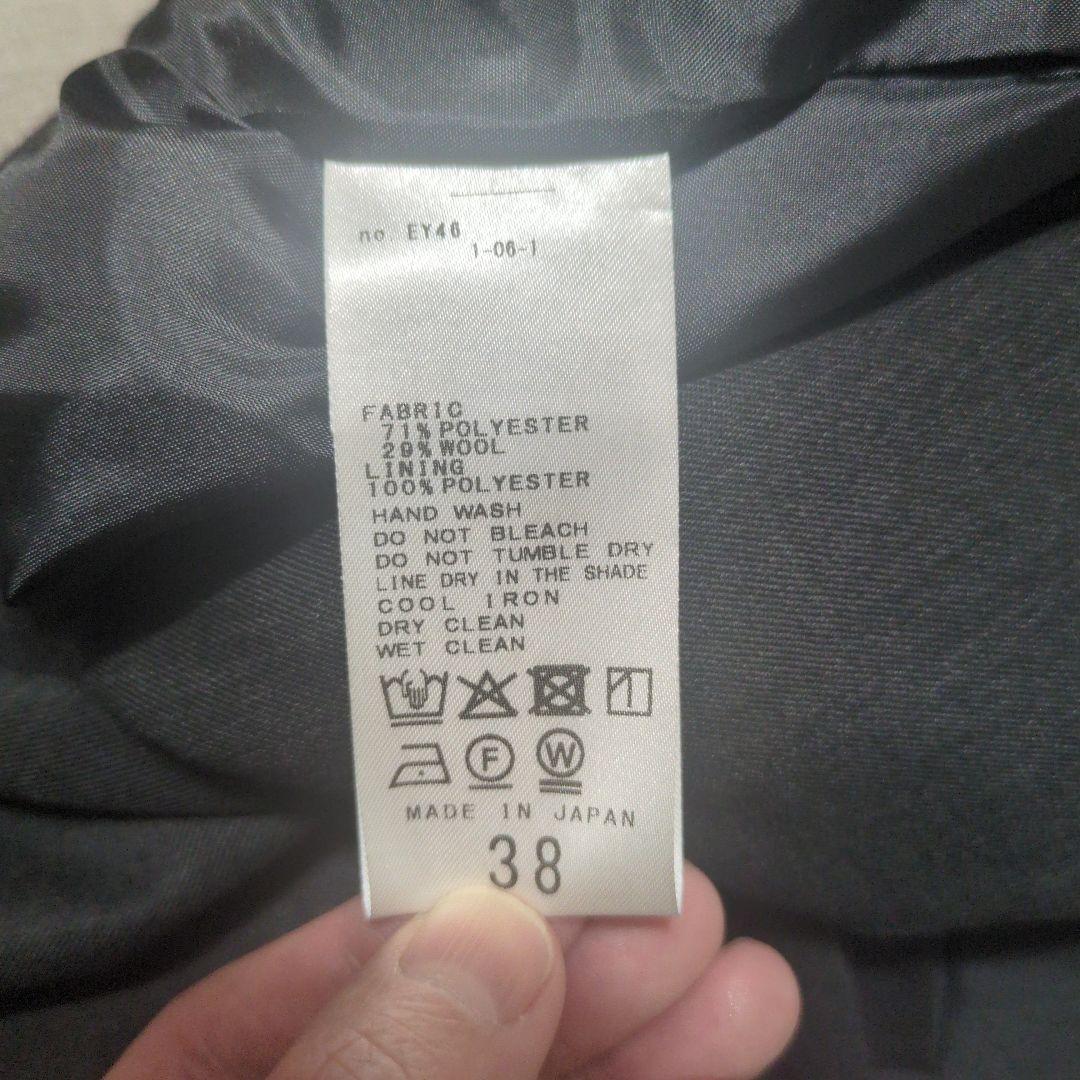 no EY46
1-06-1
FABRIC
71% POLYESTER
29% WOOL
LINING
100% POLYESTER
HAND WASH
DO NOT BLEACH
DO NOT TUMBLE DRY
LINE DRY IN THE SHADE
COOL IRON
DRY CLEAN
WET CLEAN
F W
MADE IN JAPAN
38